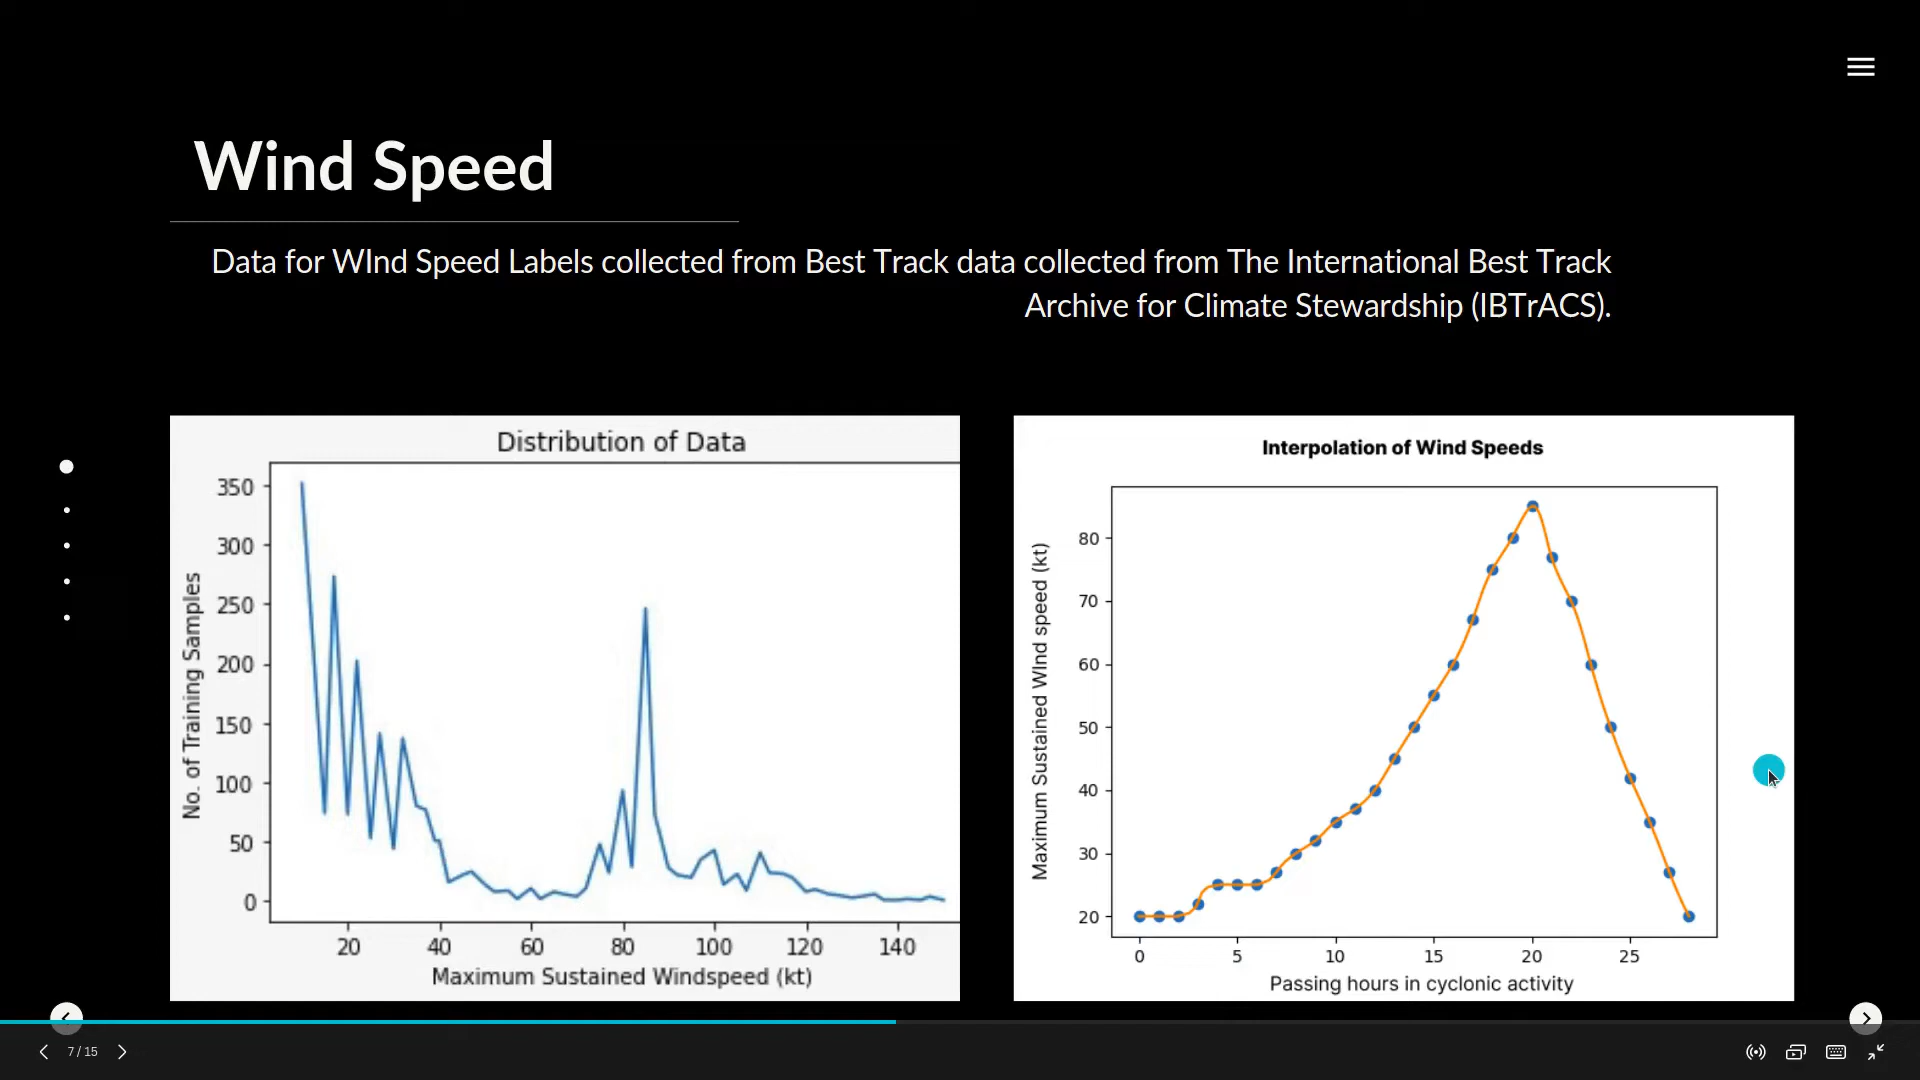 Wind Speed
Data for WInd Speed Labels collected from Best Track data collected from The International Best Track
Archive for Climate Stewardship (IBTrACS).
Distribution of Data
350
300
250
200
150
100
50
0
No. of Training Samples
20 40 60 80 100 120 140
Maximum Sustained Windspeed (kt)
Interpolation of Wind Speeds
80
70
60
50
40
30
20
Maximum Sustained WInd speed (kt)
0 5 10 15 20 25
Passing hours in cyclonic activity
7 / 15